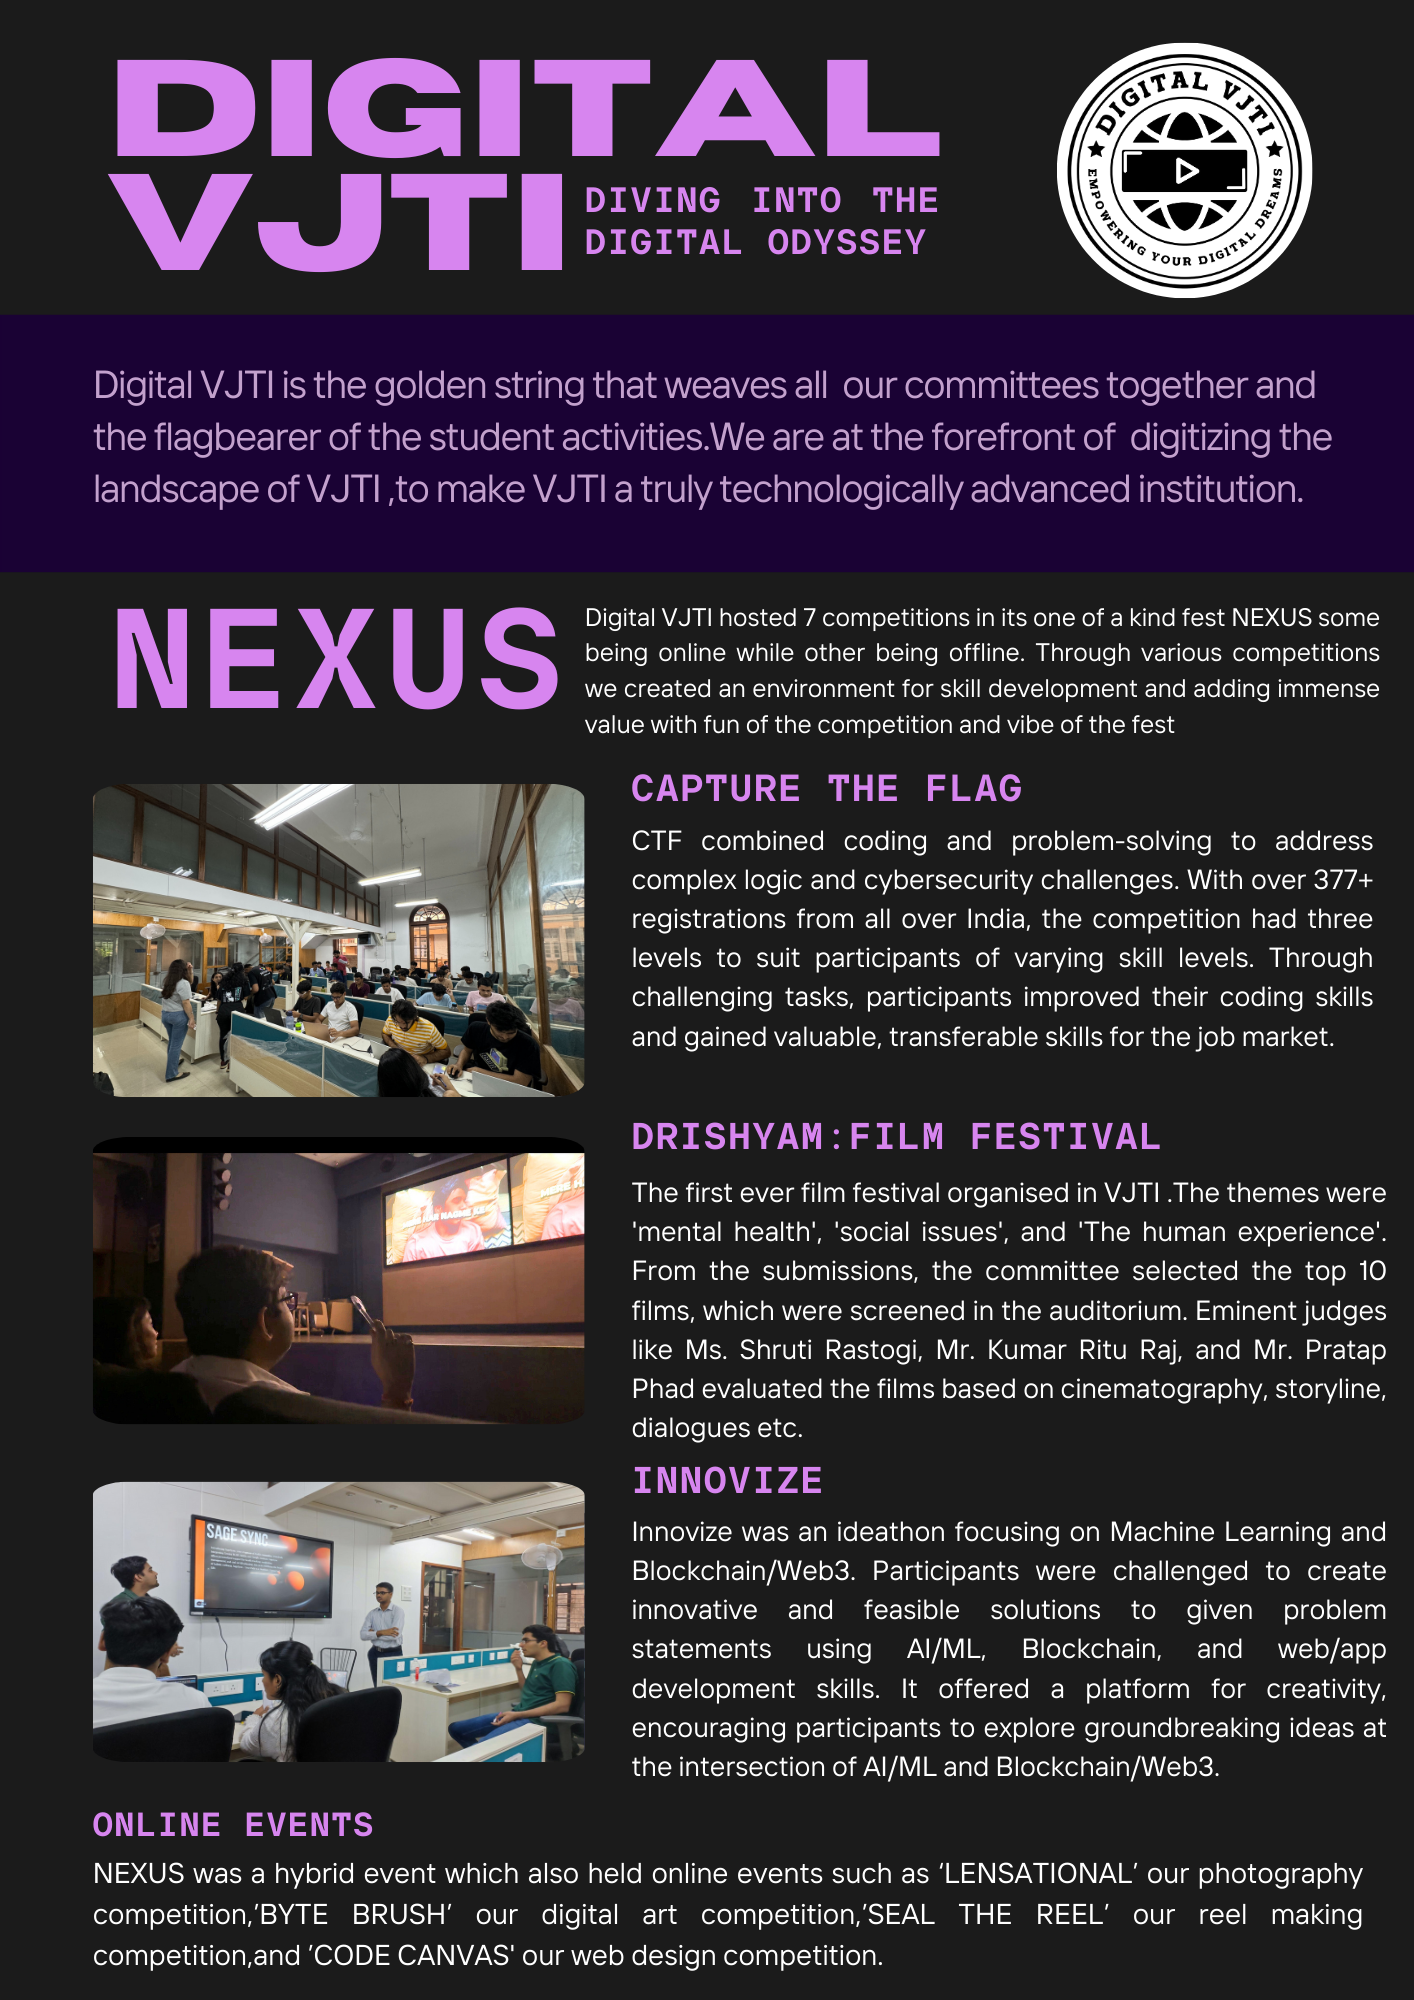 DIGITAL
VJTI
DIVING INTO THE
DIGITAL ODYSSEY
DIGITAL VJTI
EMPOWERING YOUR DIGITAL DREAMS
Digital VJTI is the golden string that weaves all our committees together and
the flagbearer of the student activities.We are at the forefront of digitizing the
landscape of VJTI ,to make VJTI a truly technologically advanced institution.
NEXUS
Digital VJTI hosted 7 competitions in its one of a kind fest NEXUS some
being online while other being offline. Through various competitions
we created an environment for skill development and adding immense
value with fun of the competition and vibe of the fest
CAPTURE THE FLAG
CTF combined coding and problem-solving to address
complex logic and cybersecurity challenges. With over 377+
registrations from all over India, the competition had three
levels to suit participants of varying skill levels. Through
challenging tasks, participants improved their coding skills
and gained valuable, transferable skills for the job market.
DRISHYAM:FILM FESTIVAL
The first ever film festival organised in VJTI .The themes were
'mental health', 'social issues', and 'The human experience'.
From the submissions, the committee selected the top 10
films, which were screened in the auditorium. Eminent judges
like Ms. Shruti Rastogi, Mr. Kumar Ritu Raj, and Mr. Pratap
Phad evaluated the films based on cinematography, storyline,
dialogues etc.
SAGE SYNC
INNOVIZE
Innovize was an ideathon focusing on Machine Learning and
Blockchain/Web3. Participants were challenged to create
innovative and feasible solutions to given problem
statements using AI/ML, Blockchain, and web/app
development skills. It offered a platform for creativity,
encouraging participants to explore groundbreaking ideas at
the intersection of AI/ML and Blockchain/Web3.
ONLINE EVENTS
NEXUS was a hybrid event which also held online events such as ‘LENSATIONAL’ our photography
competition,’BYTE BRUSH’ our digital art competition,’SEAL THE REEL’ our reel making
competition,and ’CODE CANVAS' our web design competition.